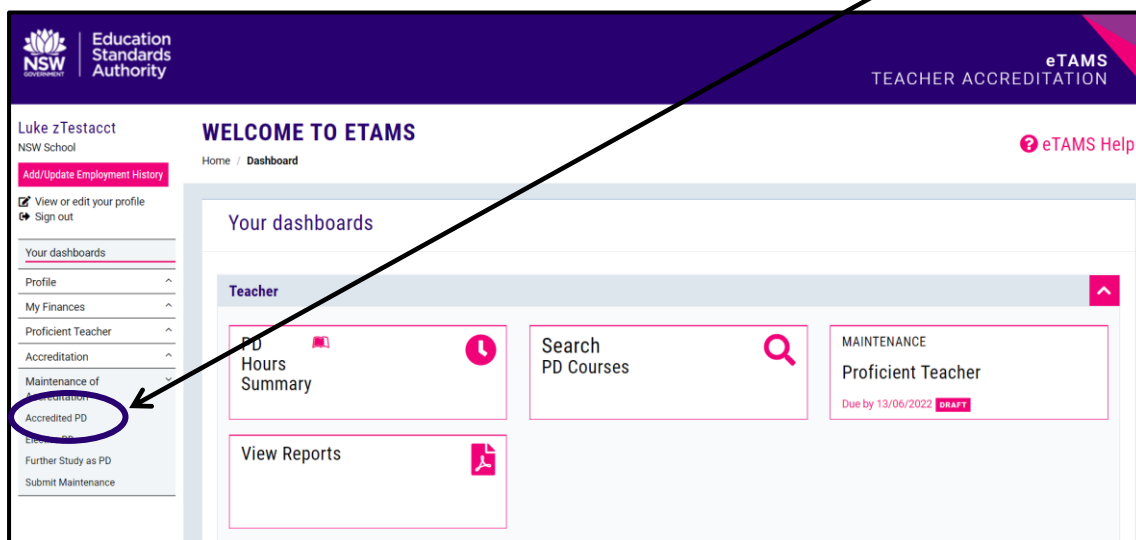 NSW
GOVERNMENT
Education
Standards
Authority
eTAMS
TEACHER ACCREDITATION
Luke zTestacct
NSW School
Add/Update Employment History
View or edit your profile
Sign out
Your dashboards
Profile
My Finances
Proficient Teacher
Accreditation
Maintenance of
Accreditation
Accredited PD
Elective PD
Further Study as PD
Submit Maintenance
WELCOME TO ETAMS
Home / Dashboard
? eTAMS Help
Your dashboards
Teacher
PD
Hours
Summary
Search
PD Courses
MAINTENANCE
Proficient Teacher
Due by 13/06/2022 DRAFT
View Reports